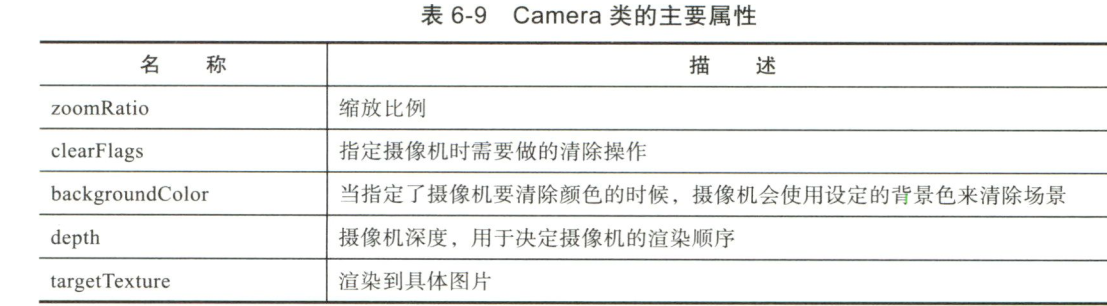 表 6-9 Camera 类的主要属性
名 称 描 述
zoomRatio 缩放比例
clearFlags 指定摄像机时需要做的清除操作
backgroundColor 当指定了摄像机要清除颜色的时候，摄像机会使用设定的背景色来清除场景
depth 摄像机深度，用于决定摄像机的渲染顺序
targetTexture 渲染到具体图片